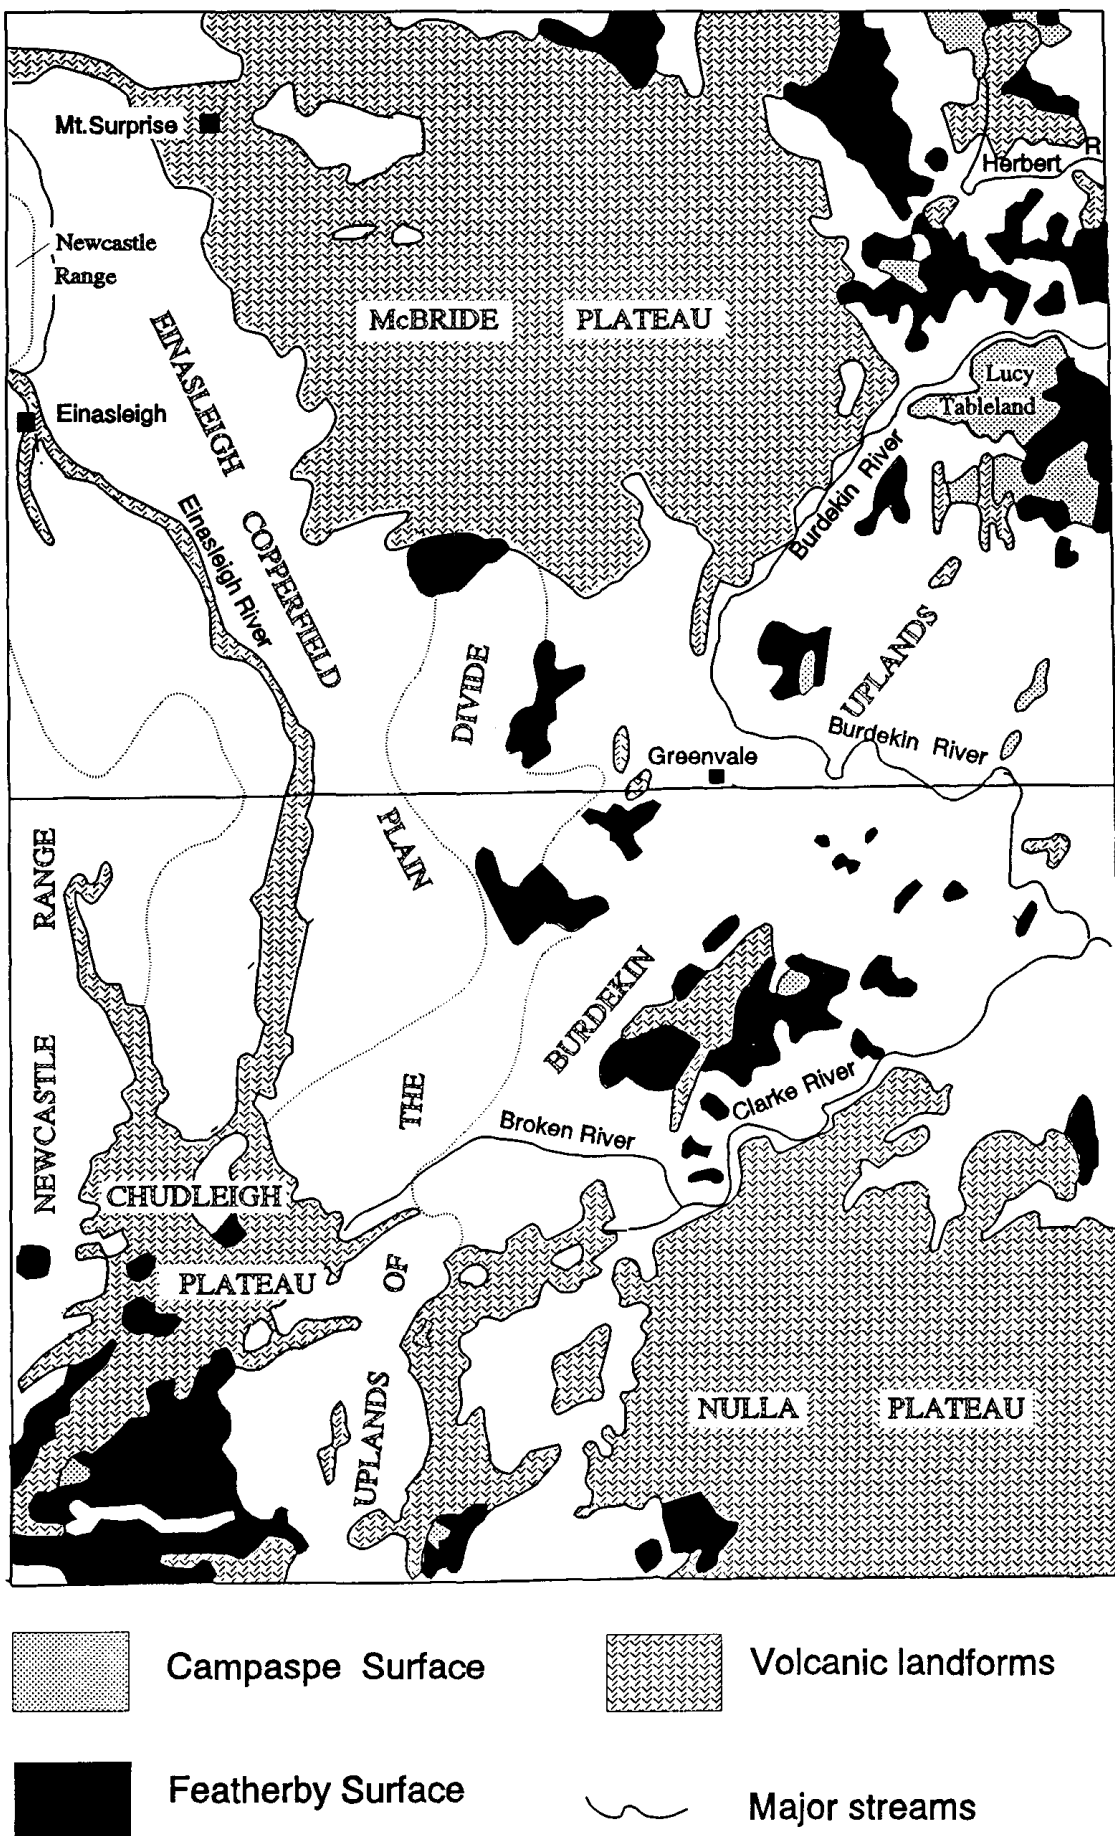 Mt.Surprise
Herbert R
Newcastle
Range
McBRIDE PLATEAU
EINASLEIGH
Lucy
Tableland
Einasleigh
Burdekin River
Einasleigh River
COPPERFIELD
UPLANDS
DIVIDE
Burdekin River
Greenvale
PLAIN
RANGE
BURDEKIN
NEWCASTLE
THE
Clarke River
Broken River
CHUDLEIGH
PLATEAU
OF
NULLA PLATEAU
UPLANDS
Campaspe Surface
Volcanic landforms
Featherby Surface
Major streams